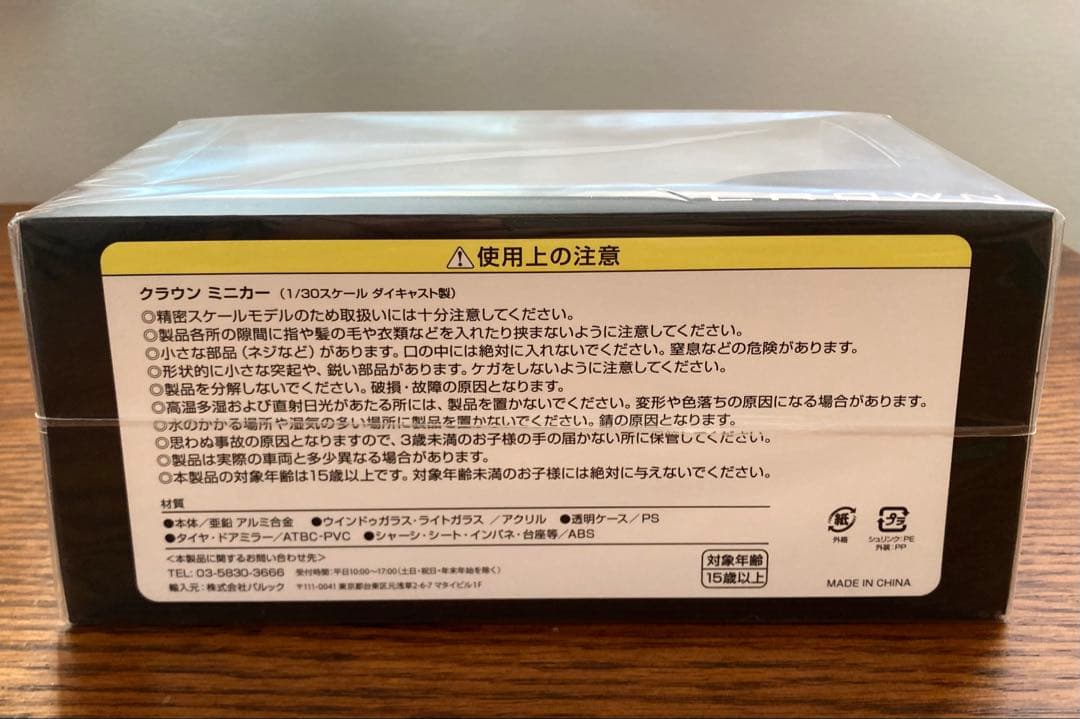 CROWN
⚠使用上の注意
クラウン ミニカー（1/30スケール ダイキャスト製）
◎精密スケールモデルのため取扱いには十分注意してください。
◎製品各所の隙間に指や髪の毛や衣類などを入れたり挟まないように注意してください。
◎小さな部品（ネジなど）があります。口の中には絶対に入れないでください。窒息などの危険があります。
◎形状的に小さな突起や、鋭い部品があります。ケガをしないように注意してください。
◎製品を分解しないでください。破損・故障の原因となります。
◎高温多湿および直射日光があたる所には、製品を置かないでください。変形や色落ちの原因になる場合があります。
◎水のかかる場所や湿気の多い場所に製品を置かないでください。錆の原因となります。
◎思わぬ事故の原因となりますので、3歳未満のお子様の手の届かない所に保管してください。
◎製品は実際の車両と多少異なる場合があります。
◎本製品の対象年齢は15歳以上です。対象年齢未満のお子様には絶対に与えないでください。
材質
●本体/亜鉛 アルミ合金 ●ウインドゥガラス・ライトガラス /アクリル ●透明ケース/PS
●タイヤ・ドアミラー/ATBC-PVC ●シャーシ・シート・インパネ・台座等/ABS
<本製品に関するお問い合わせ先>
TEL: 03-5830-3666 受付時間:平日10:00〜17:00(土日・祝日・年末年始を除く)
輸入元:株式会社バルック 〒111-0041 東京都台東区元浅草2-6-7 マタイビル1F
対象年齢
15歳以上
紙
外箱
プラ
シュリンク:PE
外装:PP
MADE IN CHINA